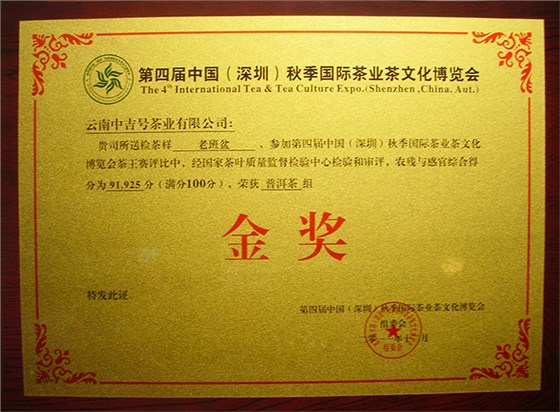 第四届中国（深圳）秋季国际茶业茶文化博览会
The 4th International Tea & Tea Culture Expo.(Shenzhen ,China. Aut.)
云南中吉号茶业有限公司：
贵司所送检茶样 老班盆 ，参加第四届中国（深圳）秋季国际茶业茶文化
博览会茶王赛评比中，经国家茶叶质量监督检验中心检验和审评，农残与感官综合得
分为 91.925 分（满分100分），荣获 普洱茶 组
金奖
特发此证
第四届中国（深圳）秋季国际茶业茶文化博览会
组委会